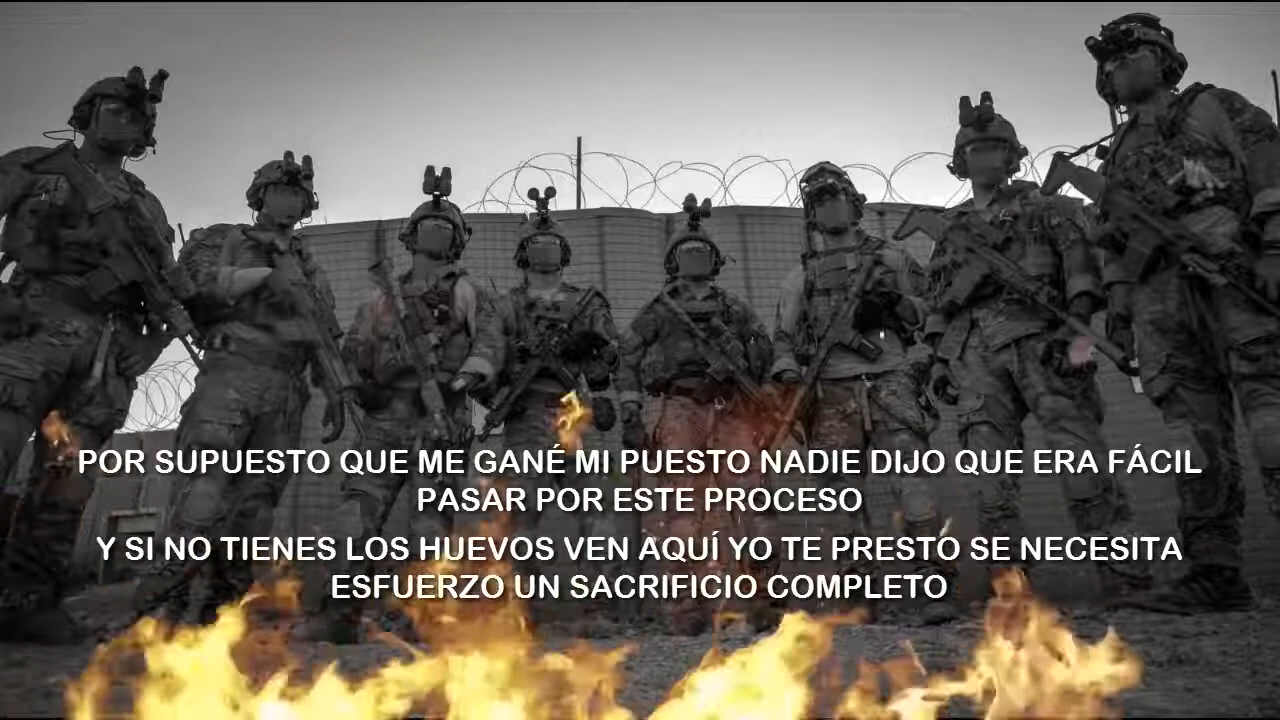 POR SUPUESTO QUE ME GANÉ MI PUESTO NADIE DIJO QUE ERA FÁCIL
PASAR POR ESTE PROCESO
Y SI NO TIENES LOS HUEVOS VEN AQUÍ YO TE PRESTO SE NECESITA
ESFUERZO UN SACRIFICIO COMPLETO